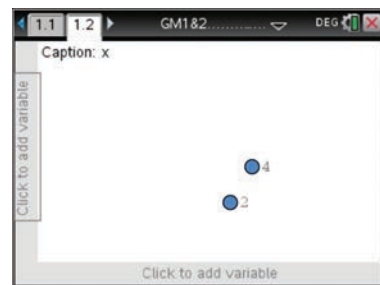 1.1 1.2 GM1&2............. DEG
Caption: x
Click to add variable
4
2
Click to add variable